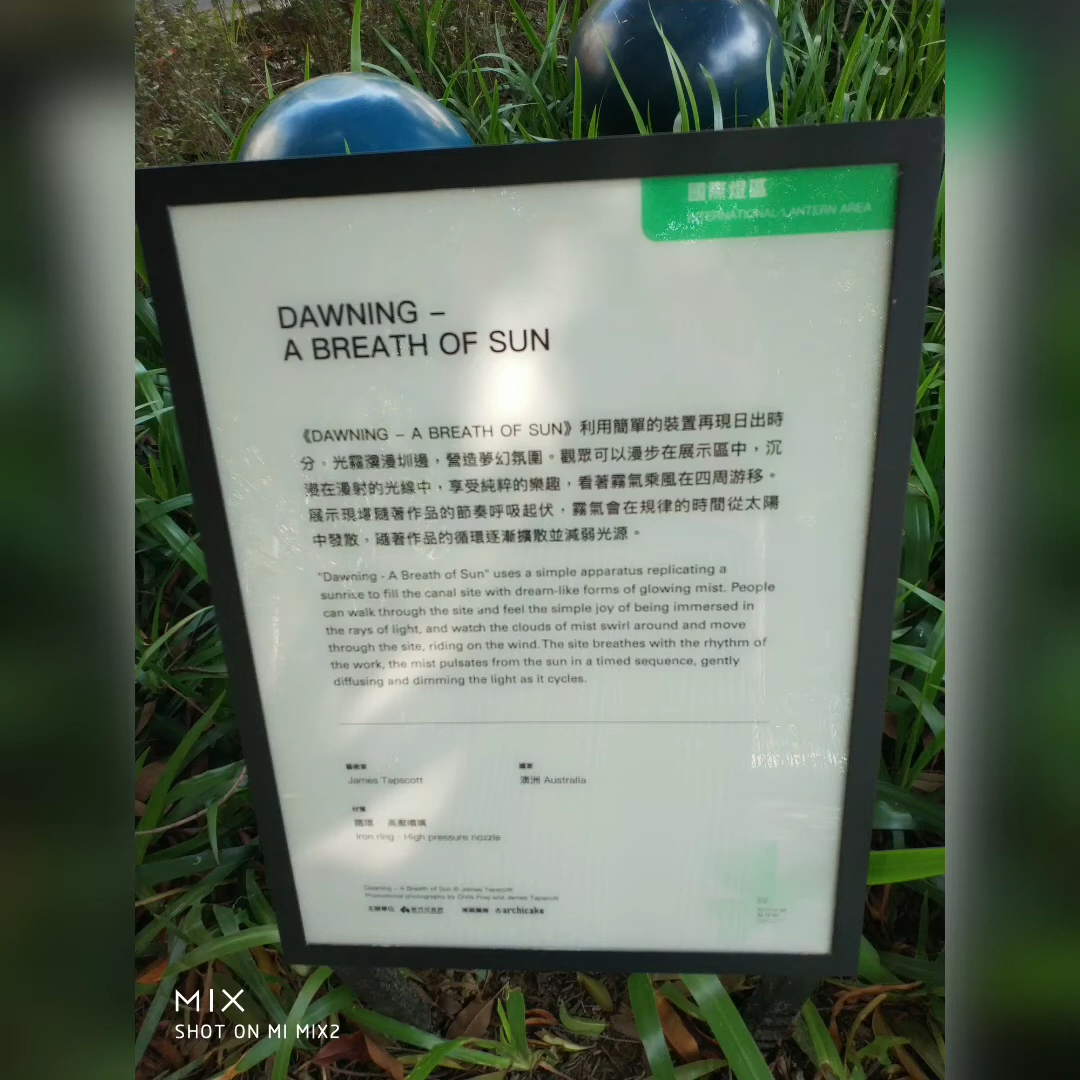 國際燈區
INTERNATIONAL LANTERN AREA
DAWNING –
A BREATH OF SUN
《DAWNING – A BREATH OF SUN》利用簡單的裝置再現日出時
分。光霧瀰漫圳邊，營造夢幻氛圍。觀眾可以漫步在展示區中，沉
浸在漫射的光線中，享受純粹的樂趣，看著霧氣乘風在四周游移。
展示現場隨著作品的節奏呼吸起伏，霧氣會在規律的時間從太陽
中發散，隨著作品的循環逐漸擴散並減弱光源。
"Dawning - A Breath of Sun" uses a simple apparatus replicating a
sunrise to fill the canal site with dream-like forms of glowing mist. People
can walk through the site and feel the simple joy of being immersed in
the rays of light, and watch the clouds of mist swirl around and move
through the site, riding on the wind. The site breathes with the rhythm of
the work, the mist pulsates from the sun in a timed sequence, gently
diffusing and dimming the light as it cycles.
藝術家 國家
James Tapscott 澳洲 Australia
材質
鐵環 · 高壓噴嘴
Iron ring · High pressure nozzle
Dawning – A Breath of Sun © James Tapscott
Promotional photographs by Chris Fray and James Tapscott
主辦單位 策展團隊 archicake
MIX
SHOT ON MI MIX2